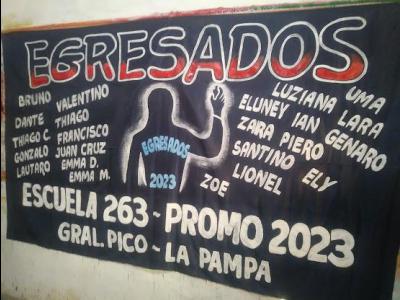 EGRESADOS
BRUNO VALENTINO
DANTE THIAGO
THIAGO C. FRANCISCO
GONZALO JUAN CRUZ
LAUTARO EMMA D.
EMMA M.
EGRESADOS
2023
LUZIANA UMA
ELUNEY IAN LARA
ZARA PIERO GENARO
SANTINO ELY
LIONEL
ZOE
ESCUELA 263 - PROMO 2023
GRAL. PICO - LA PAMPA